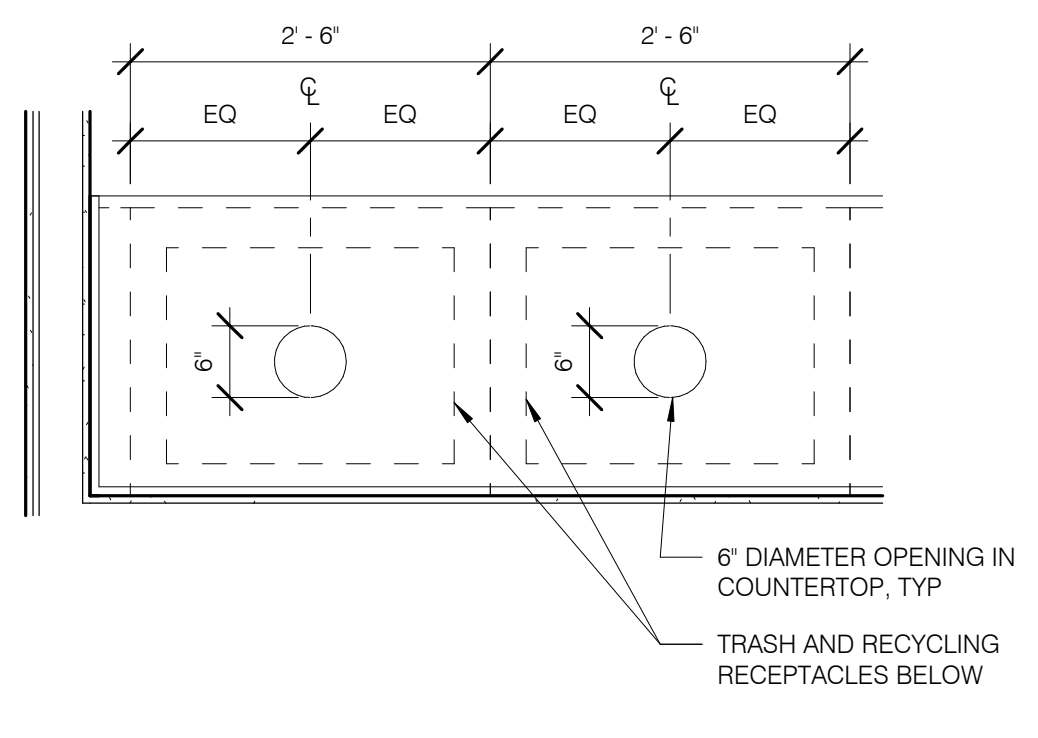 2' - 6" 2' - 6"
℄ ℄
EQ EQ EQ EQ
6" 6"
6" DIAMETER OPENING IN
COUNTERTOP, TYP
TRASH AND RECYCLING
RECEPTACLES BELOW